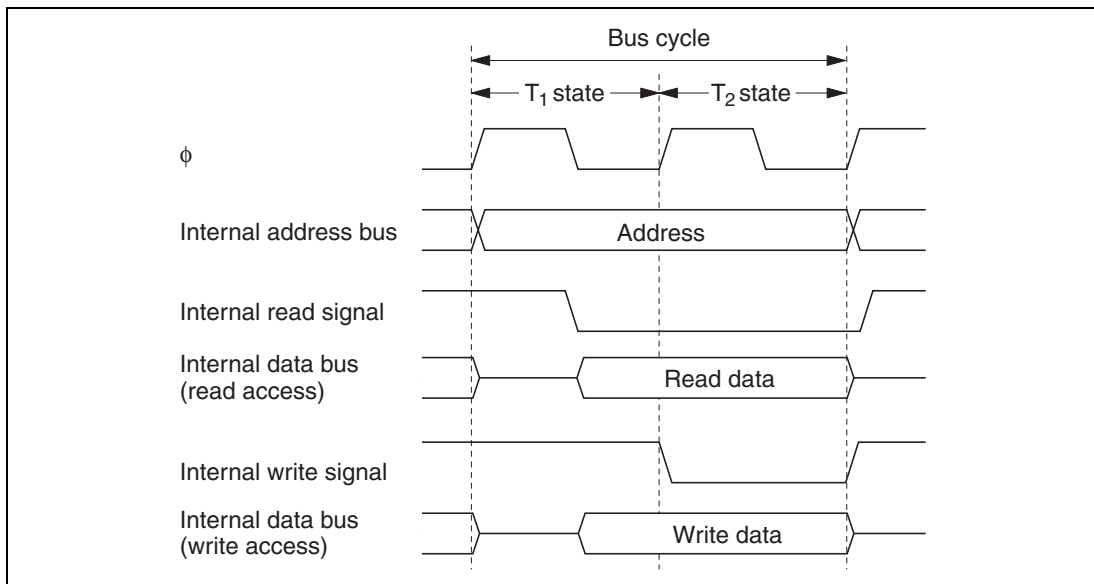 Bus cycle
T₁ state
T₂ state
ϕ
Internal address bus
Address
Internal read signal
Internal data bus
(read access)
Read data
Internal write signal
Internal data bus
(write access)
Write data